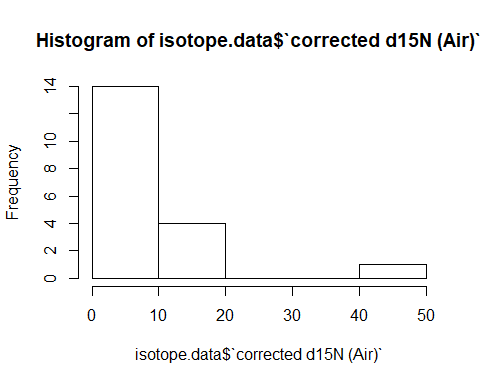 Histogram of isotope.data$`corrected d15N (Air)`
Frequency
14
10
8
6
4
2
0
0 10 20 30 40 50
isotope.data$`corrected d15N (Air)`